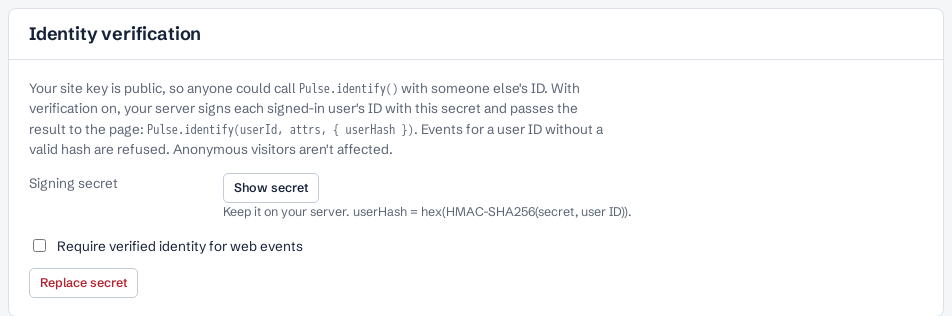 Identity verification
Your site key is public, so anyone could call Pulse.identify() with someone else's ID. With
verification on, your server signs each signed-in user's ID with this secret and passes the
result to the page: Pulse.identify(userId, attrs, { userHash }). Events for a user ID without a
valid hash are refused. Anonymous visitors aren't affected.
Signing secret
Show secret
Keep it on your server. userHash = hex(HMAC-SHA256(secret, user ID)).
Require verified identity for web events
Replace secret